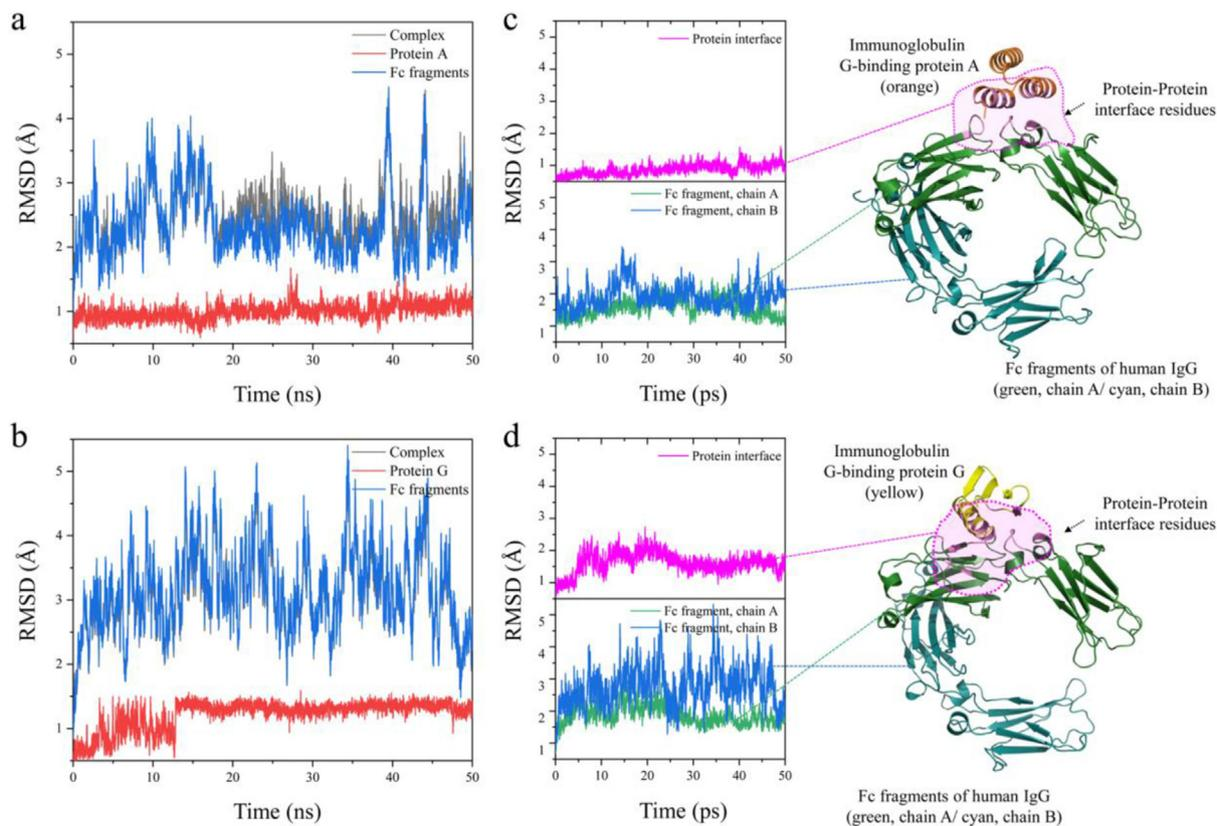 a
Complex
Protein A
Fc fragments
RMSD (Å)
5
4
3
2
1
0 10 20 30 40 50
Time (ns)
c
Protein interface
RMSD (Å)
5
4
3
2
1
Fc fragment, chain A
Fc fragment, chain B
5
4
3
2
1
0 10 20 30 40 50
Time (ps)
Immunoglobulin
G-binding protein A
(orange)
Protein-Protein
interface residues
Fc fragments of human IgG
(green, chain A/ cyan, chain B)
b
Complex
Protein G
Fc fragments
RMSD (Å)
5
4
3
2
1
0 10 20 30 40 50
Time (ns)
d
Protein interface
RMSD (Å)
5
4
3
2
1
Fc fragment, chain A
Fc fragment, chain B
5
4
3
2
1
0 10 20 30 40 50
Time (ps)
Immunoglobulin
G-binding protein G
(yellow)
Protein-Protein
interface residues
Fc fragments of human IgG
(green, chain A/ cyan, chain B)